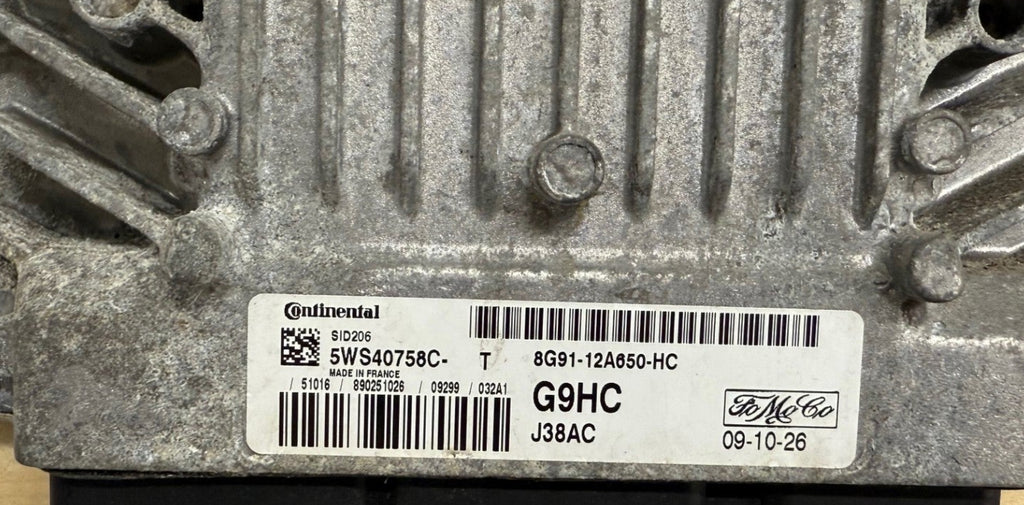 Continental
SID206
5WS40758C- T
MADE IN FRANCE
/ 51016 / 890251026 / 09299 / 032A1
8G91-12A650-HC
G9HC
J38AC
FoMoCo
09-10-26